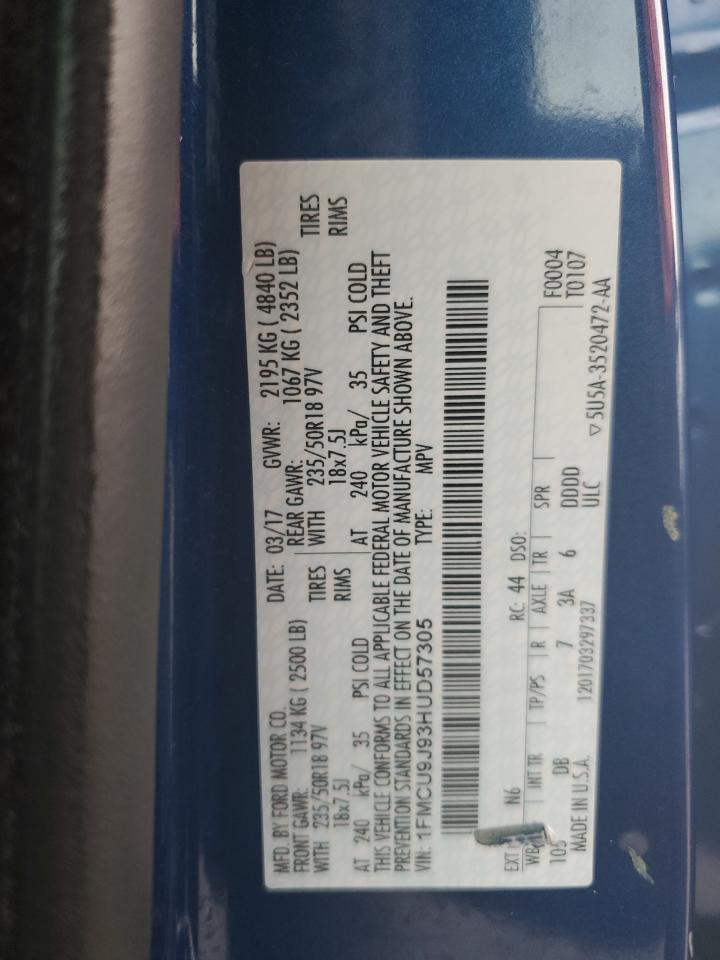 MFD. BY FORD MOTOR CO.
DATE: 03/17 GVWR: 2195 KG ( 4840 LB)
FRONT GAWR: 1134 KG ( 2500 LB) REAR GAWR: 1067 KG ( 2352 LB)
WITH 235/50R18 97V TIRES WITH 235/50R18 97V TIRES
18x7.5J RIMS 18x7.5J RIMS
AT 240 kPa/ 35 PSI COLD AT 240 kPa/ 35 PSI COLD
THIS VEHICLE CONFORMS TO ALL APPLICABLE FEDERAL MOTOR VEHICLE SAFETY AND THEFT
PREVENTION STANDARDS IN EFFECT ON THE DATE OF MANUFACTURE SHOWN ABOVE.
VIN: 1FMCU9J93HUD57305 TYPE: MPV
EXT N6 RC: 44 DSO:
WB INT TR TP/PS R AXLE TR SPR F0004
105 DB 7 3A 6 DDDD T0107
MADE IN U.S.A. 1201703297337 ULC ▽ 5U5A-3520472-AA